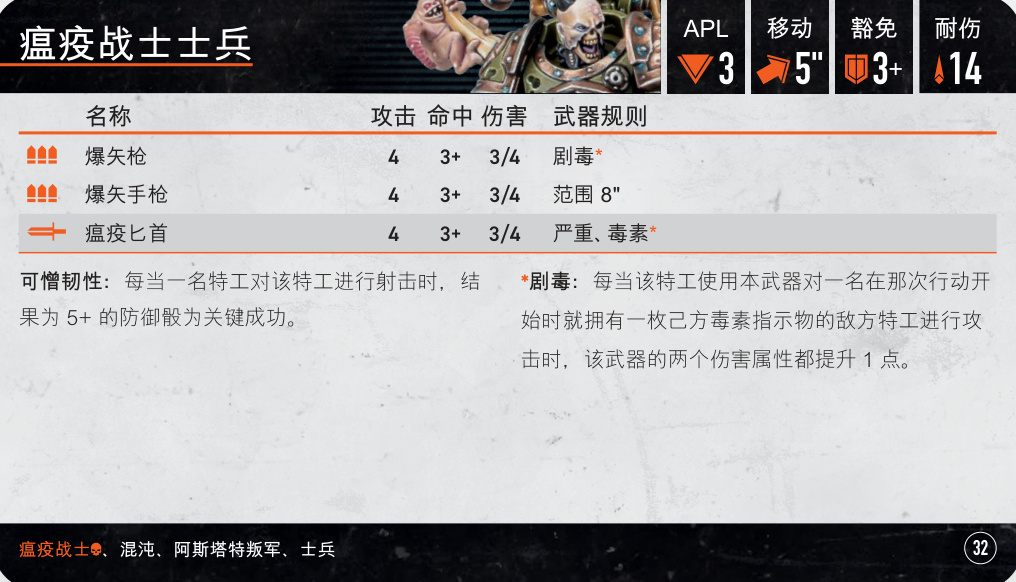 瘟疫战士士兵
APL 移动 豁免 耐伤
3 5" 3+ 14
名称 攻击 命中 伤害 武器规则
爆矢枪 4 3+ 3/4 剧毒*
爆矢手枪 4 3+ 3/4 范围 8"
瘟疫匕首 4 3+ 3/4 严重、毒素*
可憎韧性：每当一名特工对该特工进行射击时，结
果为 5+ 的防御骰为关键成功。
*剧毒：每当该特工使用本武器对一名在那次行动开
始时就拥有一枚己方毒素指示物的敌方特工进行攻
击时，该武器的两个伤害属性都提升 1 点。
瘟疫战士、混沌、阿斯塔特叛军、士兵
32